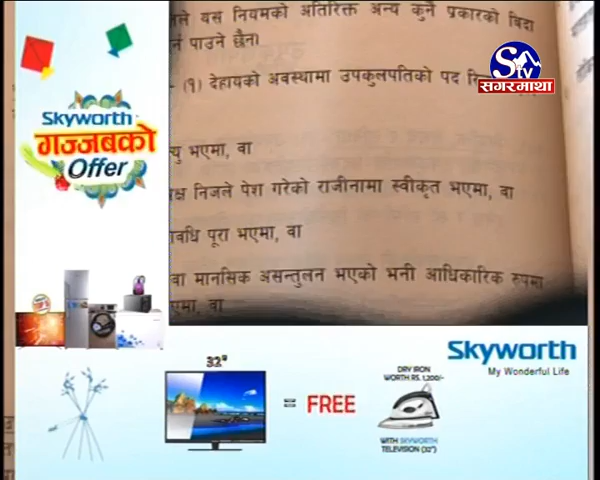 यस नियमको अतिरिक्त अन्य कुनै प्रकारको बिदा
पाउने छैन।
STV
सगरमाथा
- (१) देहायको अवस्थामा उपकुलपतिको पद
भएमा, वा
निजले पेश गरेको राजीनामा स्वीकृत भएमा, वा
पूरा भएमा, वा
वा मानसिक असन्तुलन भएको भनी आधिकारिक रुपमा
वा
Skyworth
गज्जबको
Offer
Skyworth
My Wonderful Life
32"
= FREE
DRY IRON
WORTH RS. 1,200/-
WITH SKYWORTH
TELEVISION (32")